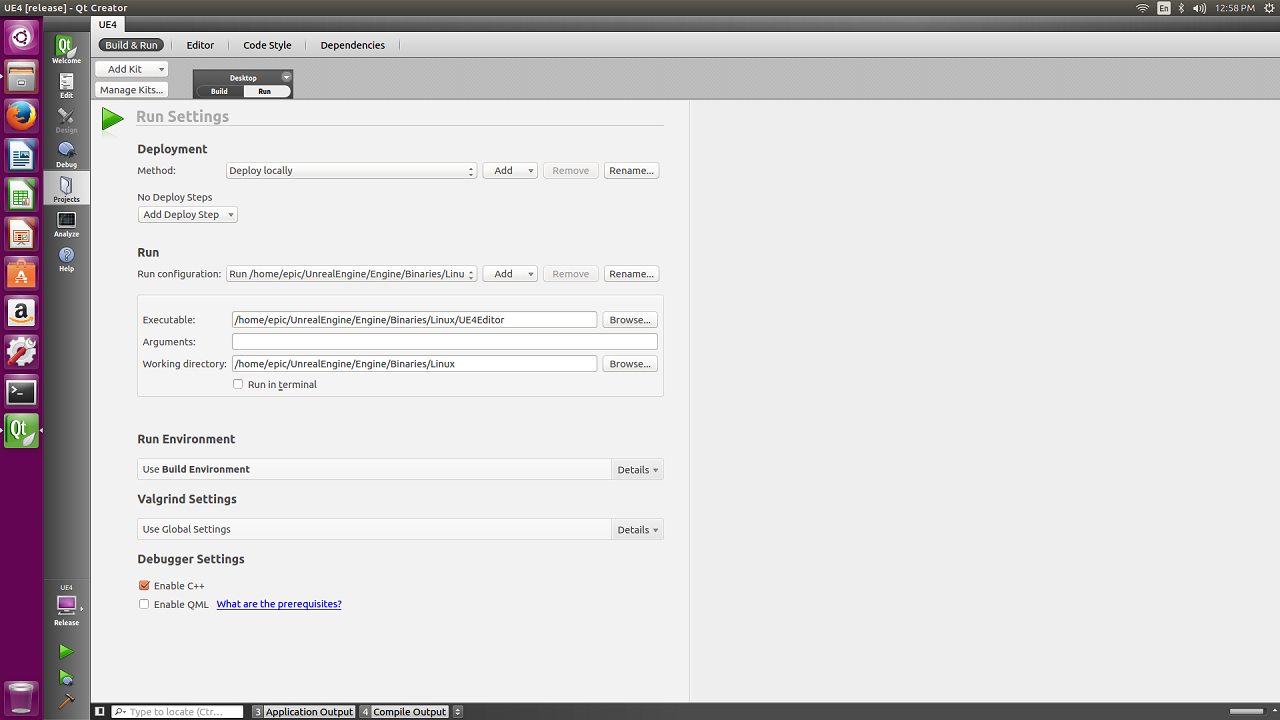 UE4 [release] - Qt Creator
En
12:58 PM
UE4
Build & Run
Editor
Code Style
Dependencies
Add Kit
Manage Kits...
Desktop
Build
Run
Qt
Welcome
Edit
Design
Debug
Projects
Analyze
Help
Run Settings
Deployment
Method:
Deploy locally
Add
Remove
Rename...
No Deploy Steps
Add Deploy Step
Run
Run configuration:
Run /home/epic/UnrealEngine/Engine/Binaries/Linu
Add
Remove
Rename...
Executable:
/home/epic/UnrealEngine/Engine/Binaries/Linux/UE4Editor
Browse...
Arguments:
Working directory:
/home/epic/UnrealEngine/Engine/Binaries/Linux
Browse...
Run in terminal
Run Environment
Use Build Environment
Details
Valgrind Settings
Use Global Settings
Details
Debugger Settings
Enable C++
Enable QML
What are the prerequisites?
Qt
UE4
Release
Type to locate (Ctr...
3 Application Output
4 Compile Output